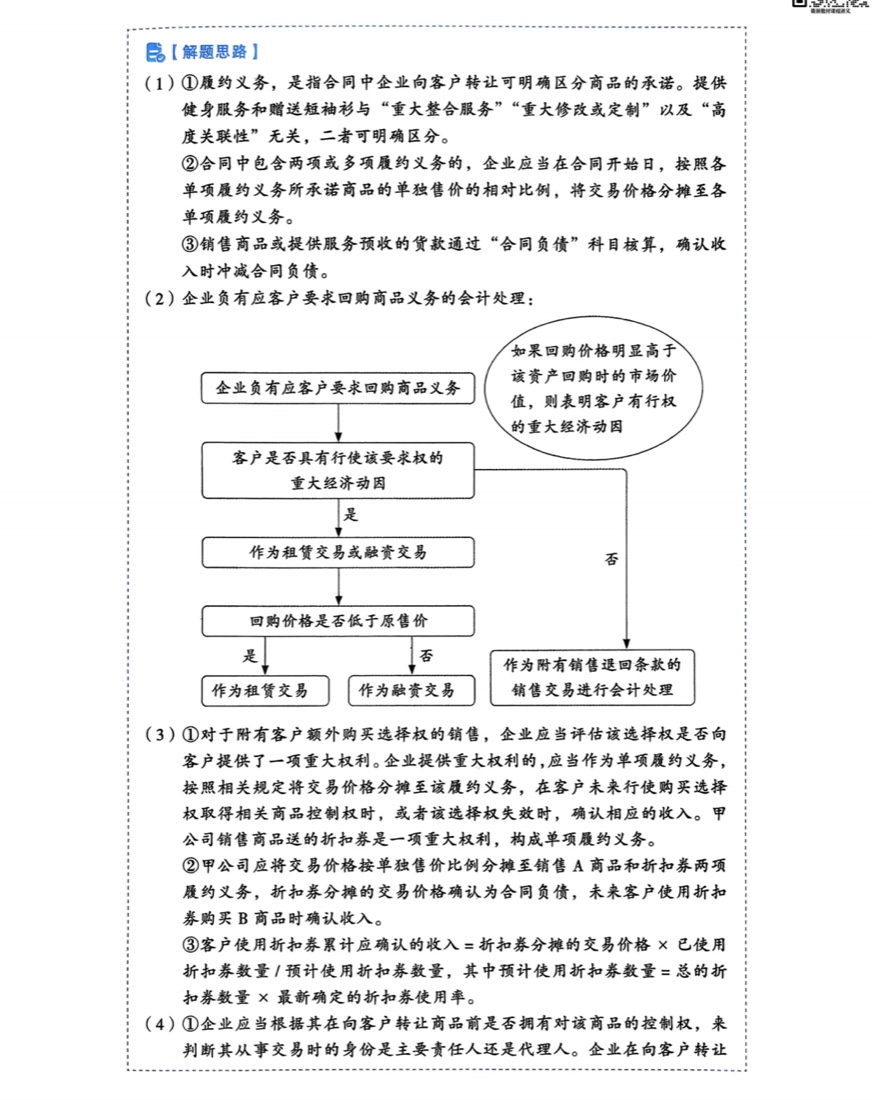 【解题思路】
（1）①履约义务，是指合同中企业向客户转让可明确区分商品的承诺。提供
健身服务和赠送短袖衫与“重大整合服务”“重大修改或定制”以及“高
度关联性”无关，二者可明确区分。
②合同中包含两项或多项履约义务的，企业应当在合同开始日，按照各
单项履约义务所承诺商品的单独售价的相对比例，将交易价格分摊至各
单项履约义务。
③销售商品或提供服务预收的货款通过“合同负债”科目核算，确认收
入时冲减合同负债。
（2）企业负有应客户要求回购商品义务的会计处理：
如果回购价格明显高于
该资产回购时的市场价
值，则表明客户有行权
的重大经济动因
企业负有应客户要求回购商品义务
客户是否具有行使该要求权的
重大经济动因
是
作为租赁交易或融资交易
否
回购价格是否低于原售价
是
否
作为租赁交易
作为融资交易
作为附有销售退回条款的
销售交易进行会计处理
（3）①对于附有客户额外购买选择权的销售，企业应当评估该选择权是否向
客户提供了一项重大权利。企业提供重大权利的，应当作为单项履约义务，
按照相关规定将交易价格分摊至该履约义务，在客户未来行使购买选择
权取得相关商品控制权时，或者该选择权失效时，确认相应的收入。甲
公司销售商品送的折扣券是一项重大权利，构成单项履约义务。
②甲公司应将交易价格按单独售价比例分摊至销售 A 商品和折扣券两项
履约义务，折扣券分摊的交易价格确认为合同负债，未来客户使用折扣
券购买 B 商品时确认收入。
③客户使用折扣券累计应确认的收入 = 折扣券分摊的交易价格 × 已使用
折扣券数量 / 预计使用折扣券数量，其中预计使用折扣券数量 = 总的折
扣券数量 × 最新确定的折扣券使用率。
（4）①企业应当根据其在向客户转让商品前是否拥有对该商品的控制权，来
判断其从事交易时的身份是主要责任人还是代理人。企业在向客户转让